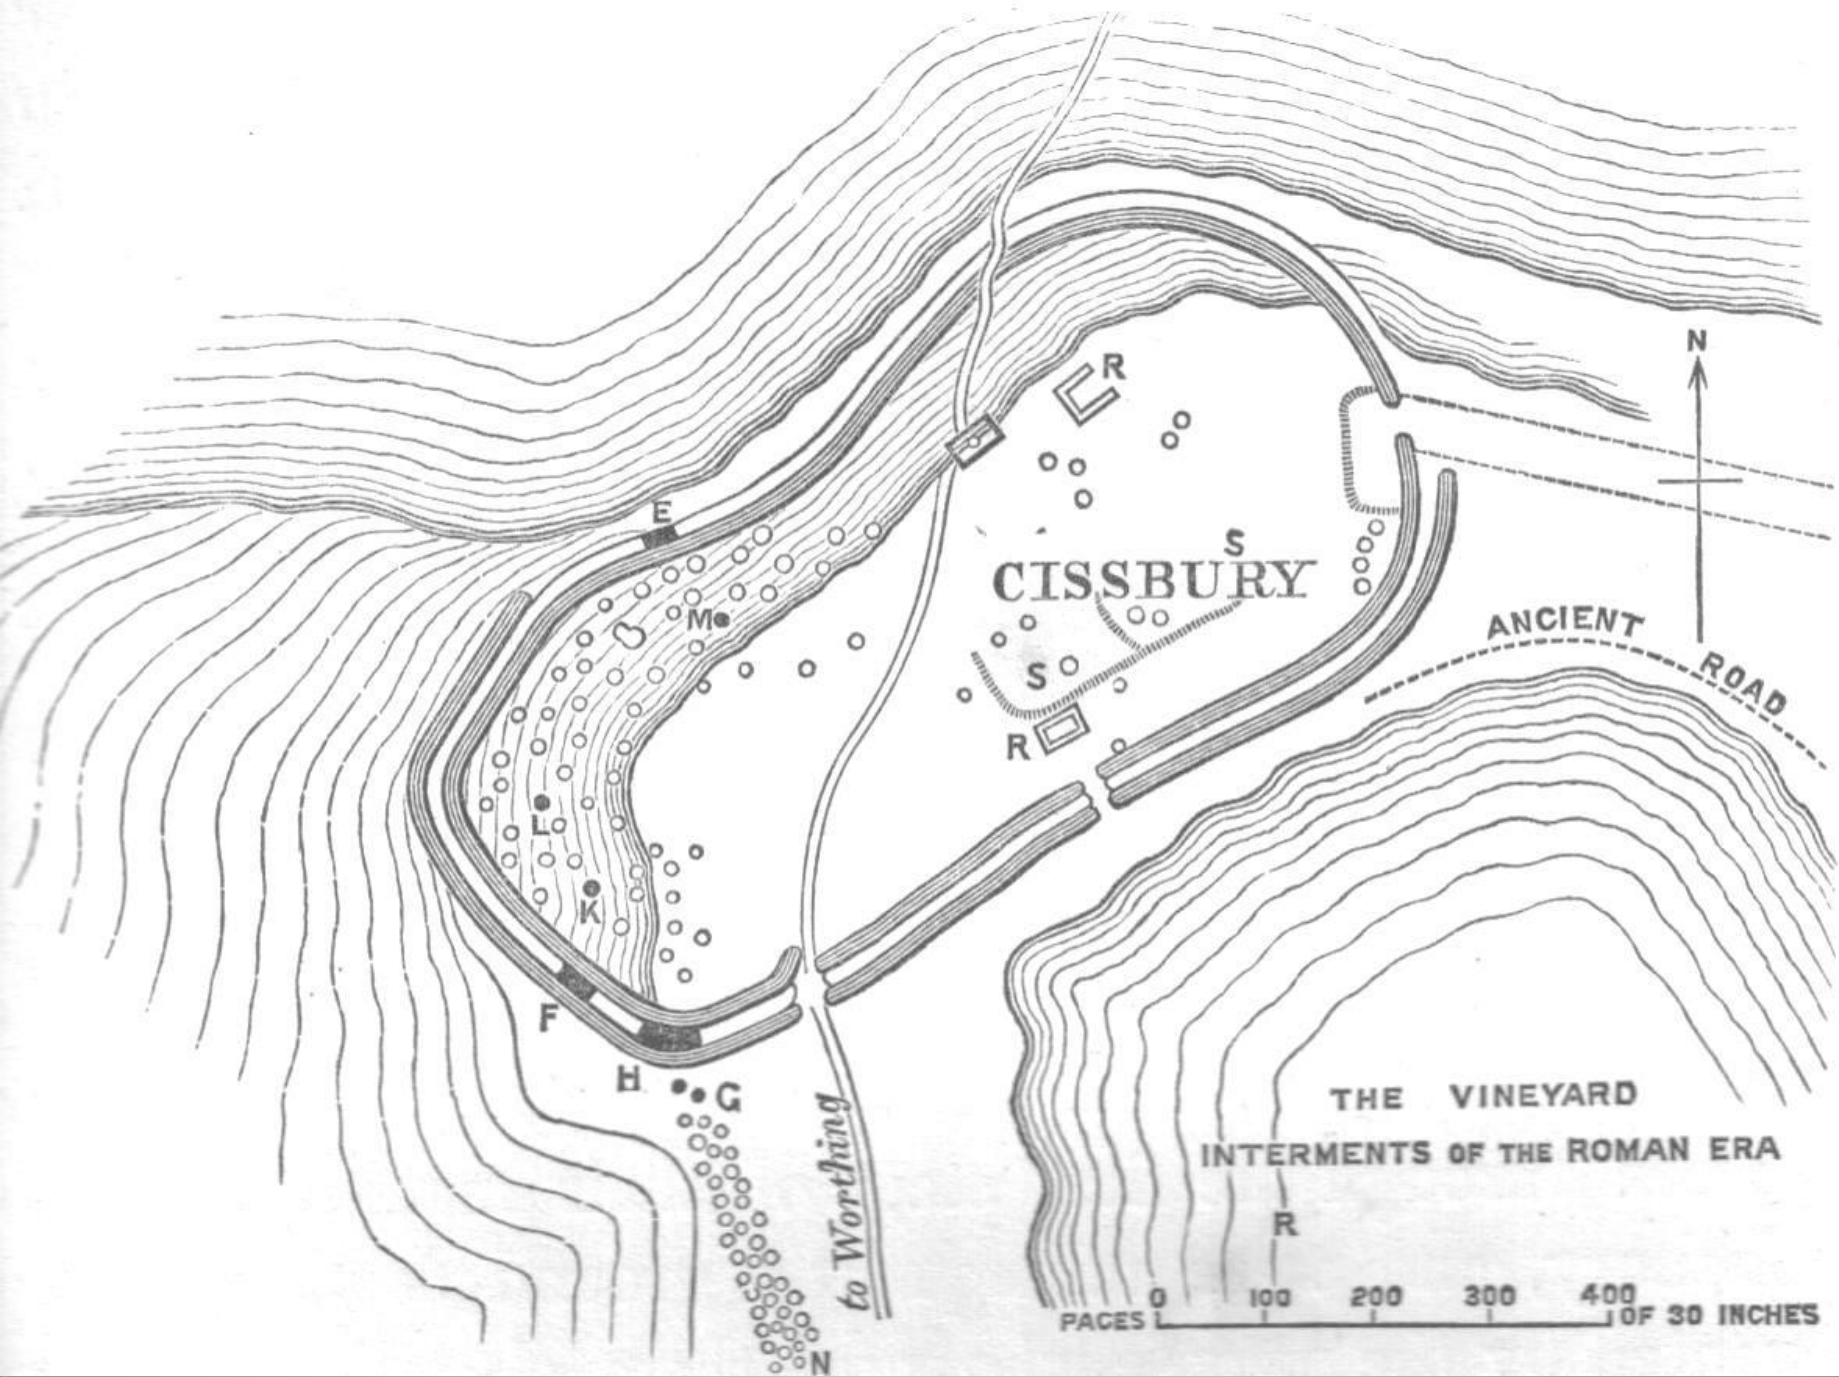 N
R
E
S
CISSBURY
M
ANCIENT
ROAD
S
R
L
K
F
H
G
to Worthing
THE VINEYARD
INTERMENTS OF THE ROMAN ERA
R
0 100 200 300 400
PACES OF 30 INCHES
N